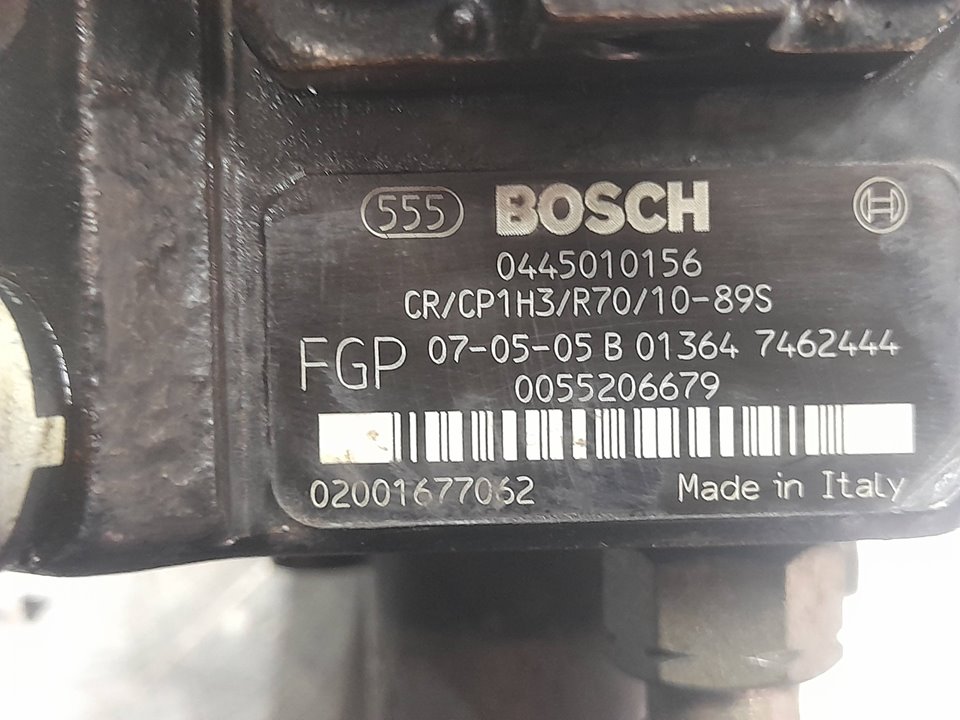 555 BOSCH
0445010156
CR/CP1H3/R70/10-89S
FGP 07-05-05 B 01364 7462444
0055206679
02001677062 Made in Italy